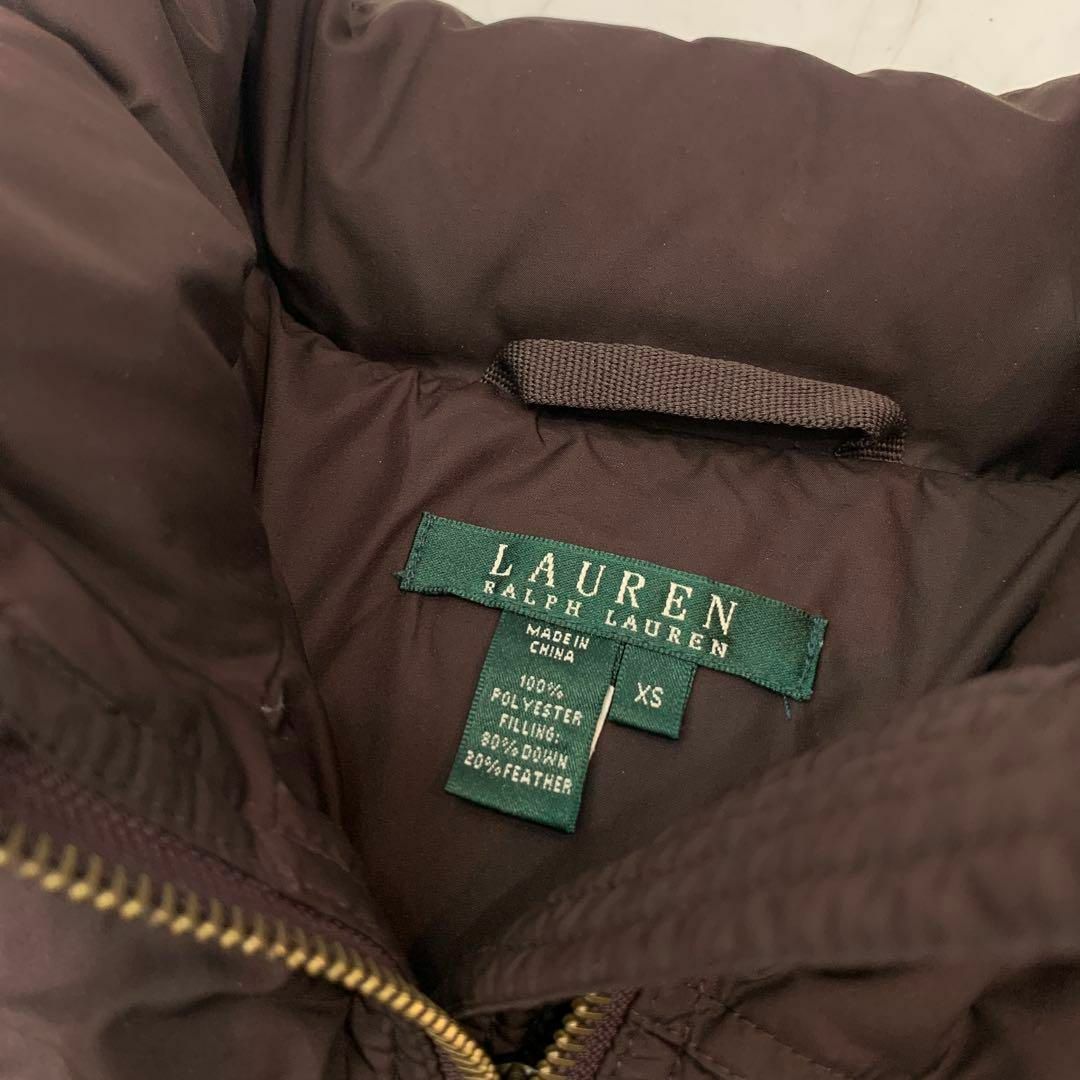 LAUREN
RALPH LAUREN
MADE IN
CHINA
100%
POLYESTER
FILLING:
80% DOWN
20% FEATHER
XS